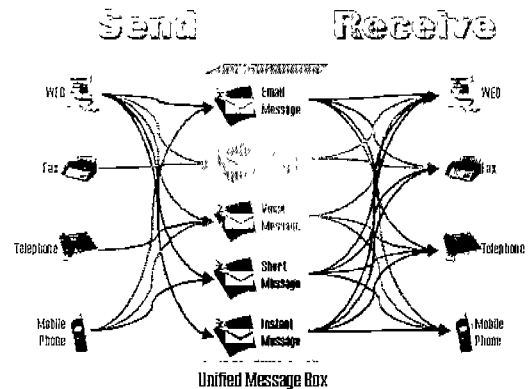 Send
Receive
WEB
Fax
Telephone
Mobile
Phone
Email
Message
Voice
Message
Short
Message
Instant
Message
WEB
Fax
Telephone
Mobile
Phone
Unified Message Box